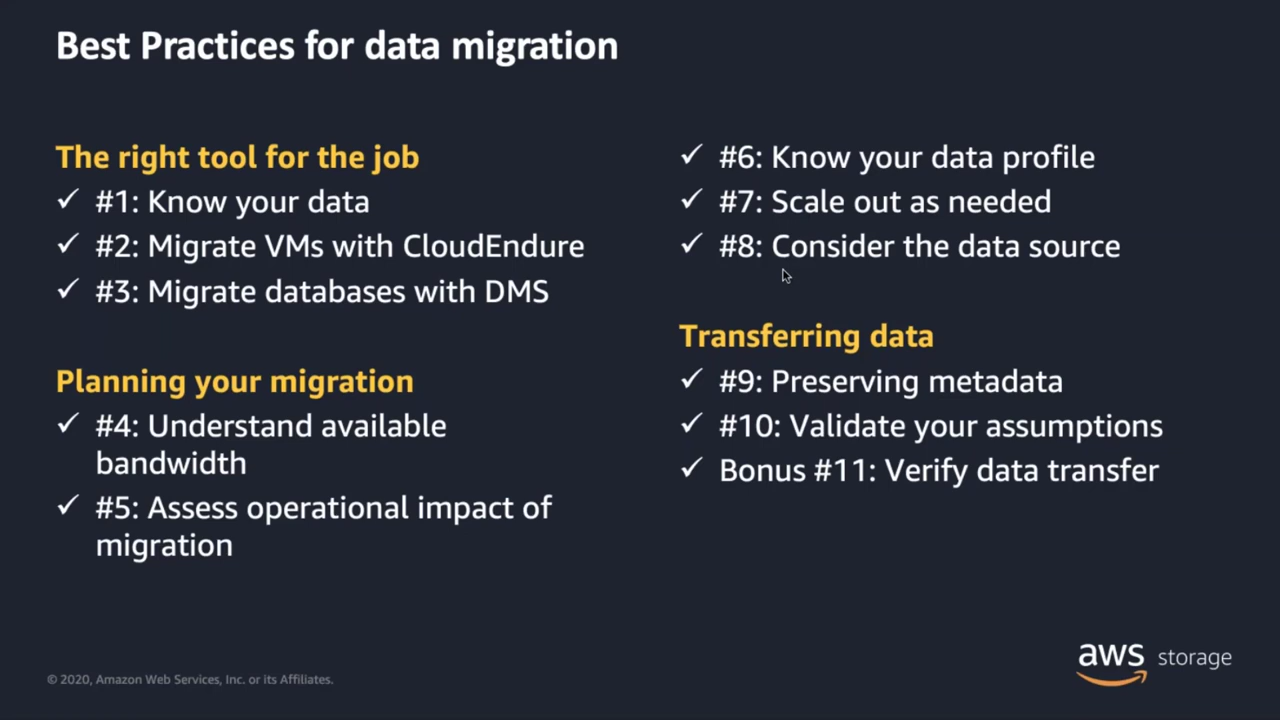 Best Practices for data migration
The right tool for the job
✓ #1: Know your data
✓ #2: Migrate VMs with CloudEndure
✓ #3: Migrate databases with DMS
Planning your migration
✓ #4: Understand available
bandwidth
✓ #5: Assess operational impact of
migration
✓ #6: Know your data profile
✓ #7: Scale out as needed
✓ #8: Consider the data source
Transferring data
✓ #9: Preserving metadata
✓ #10: Validate your assumptions
✓ Bonus #11: Verify data transfer
© 2020, Amazon Web Services, Inc. or its Affiliates.
aws storage